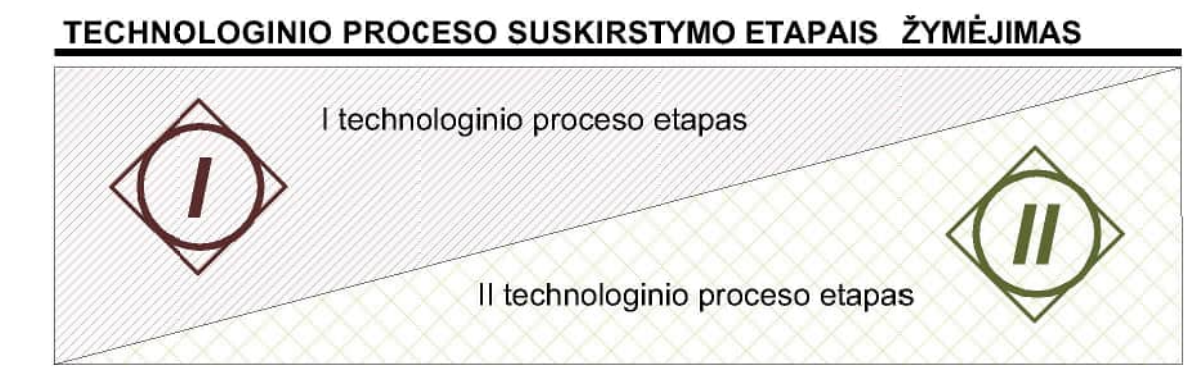 TECHNOLOGINIO PROCESO SUSKIRSTYMO ETAPAIS ŽYMĖJIMAS
I technologinio proceso etapas
I
II
II technologinio proceso etapas